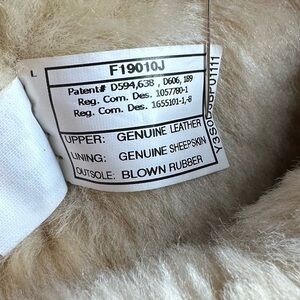 L
F19010J
Patent# D594,638 , D606, 189
Reg. Com. Des. 1057780-1
Reg. Com. Des. 1655101-1,-8
UPPER: GENUINE LEATHER
LINING: GENUINE SHEEPSKIN
OUTSOLE: BLOWN RUBBER